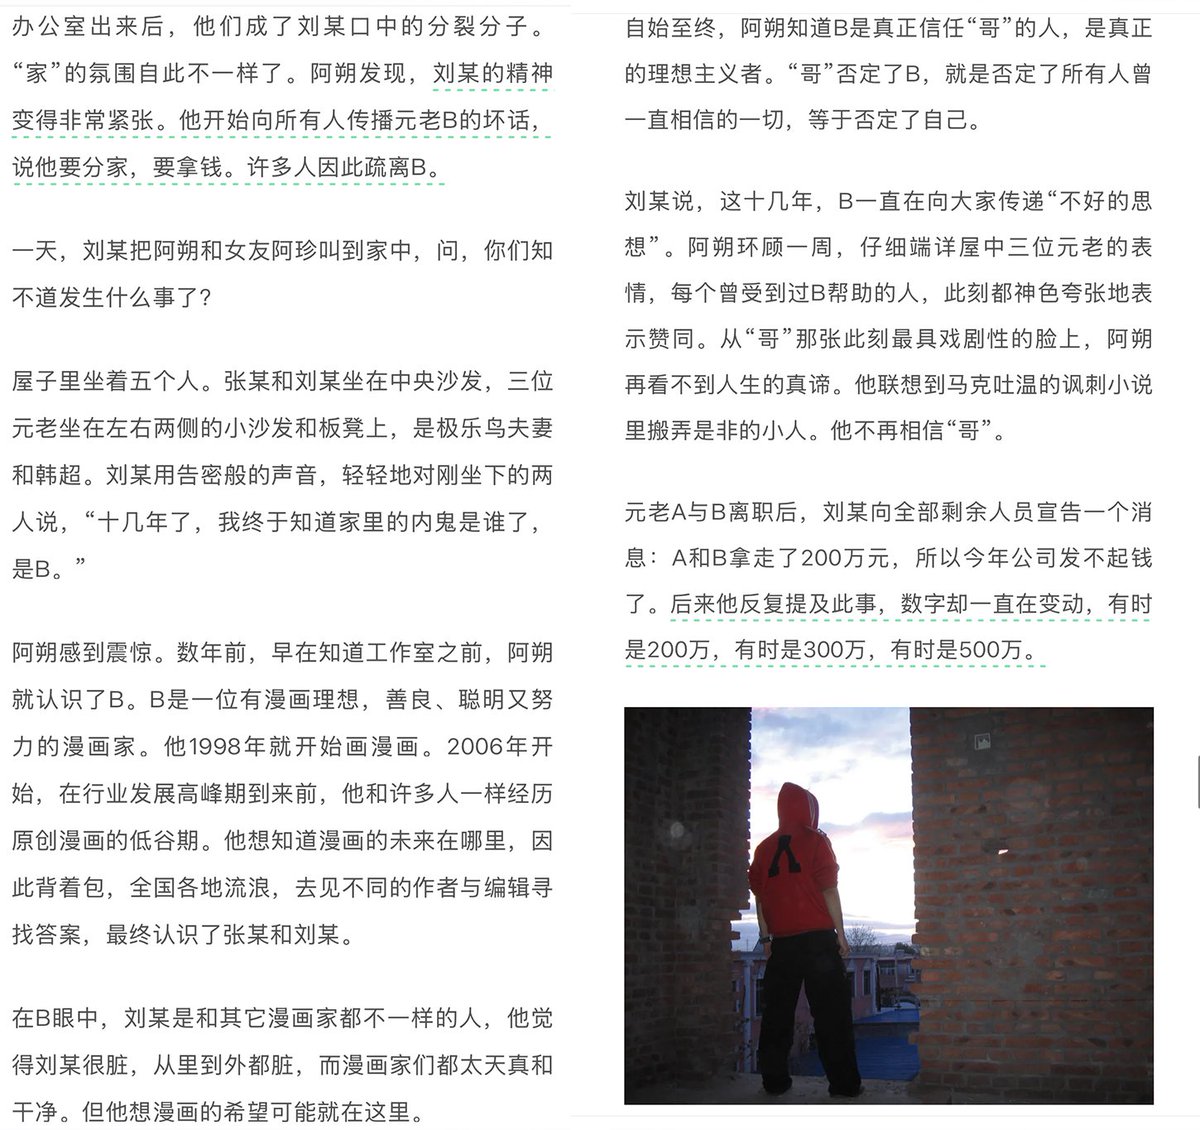 办公室出来后，他们成了刘某口中的分裂分子。
“家”的氛围自此不一样了。阿朔发现，刘某的精神
变得非常紧张。他开始向所有人传播元老B的坏话，
说他要分家，要拿钱。许多人因此疏离B。
一天，刘某把阿朔和女友阿珍叫到家中，问，你们知
不道发生什么事了？
屋子里坐着五个人。张某和刘某坐在中央沙发，三位
元老坐在左右两侧的小沙发和板凳上，是极乐鸟夫妻
和韩超。刘某用告密般的声音，轻轻地对刚坐下的两
人说，“十几年了，我终于知道家里的内鬼是谁了，
是B。”
阿朔感到震惊。数年前，早在知道工作室之前，阿朔
就认识了B。B是一位有漫画理想，善良、聪明又努
力的漫画家。他1998年就开始画漫画。2006年开
始，在行业发展高峰期到来前，他和许多人一样经历
原创漫画的低谷期。他想知道漫画的未来在哪里，因
此背着包，全国各地流浪，去见不同的作者与编辑寻
找答案，最终认识了张某和刘某。
在B眼中，刘某是和其它漫画家都不一样的人，他觉
得刘某很脏，从里到外都脏，而漫画家们都太天真和
干净。但他想漫画的希望可能就在这里。
自始至终，阿朔知道B是真正信任“哥”的人，是真正
的理想主义者。“哥”否定了B，就是否定了所有人曾
一直相信的一切，等于否定了自己。
刘某说，这十几年，B一直在向大家传递“不好的思
想”。阿朔环顾一周，仔细端详屋中三位元老的表
情，每个曾受到过B帮助的人，此刻都神色夸张地表
示赞同。从“哥”那张此刻最具戏剧性的脸上，阿朔
再看不到人生的真谛。他联想到马克吐温的讽刺小说
里搬弄是非的小人。他不再相信“哥”。
元老A与B离职后，刘某向全部剩余人员宣告一个消
息：A和B拿走了200万元，所以今年公司发不起钱
了。后来他反复提及此事，数字却一直在变动，有时
是200万，有时是300万，有时是500万。